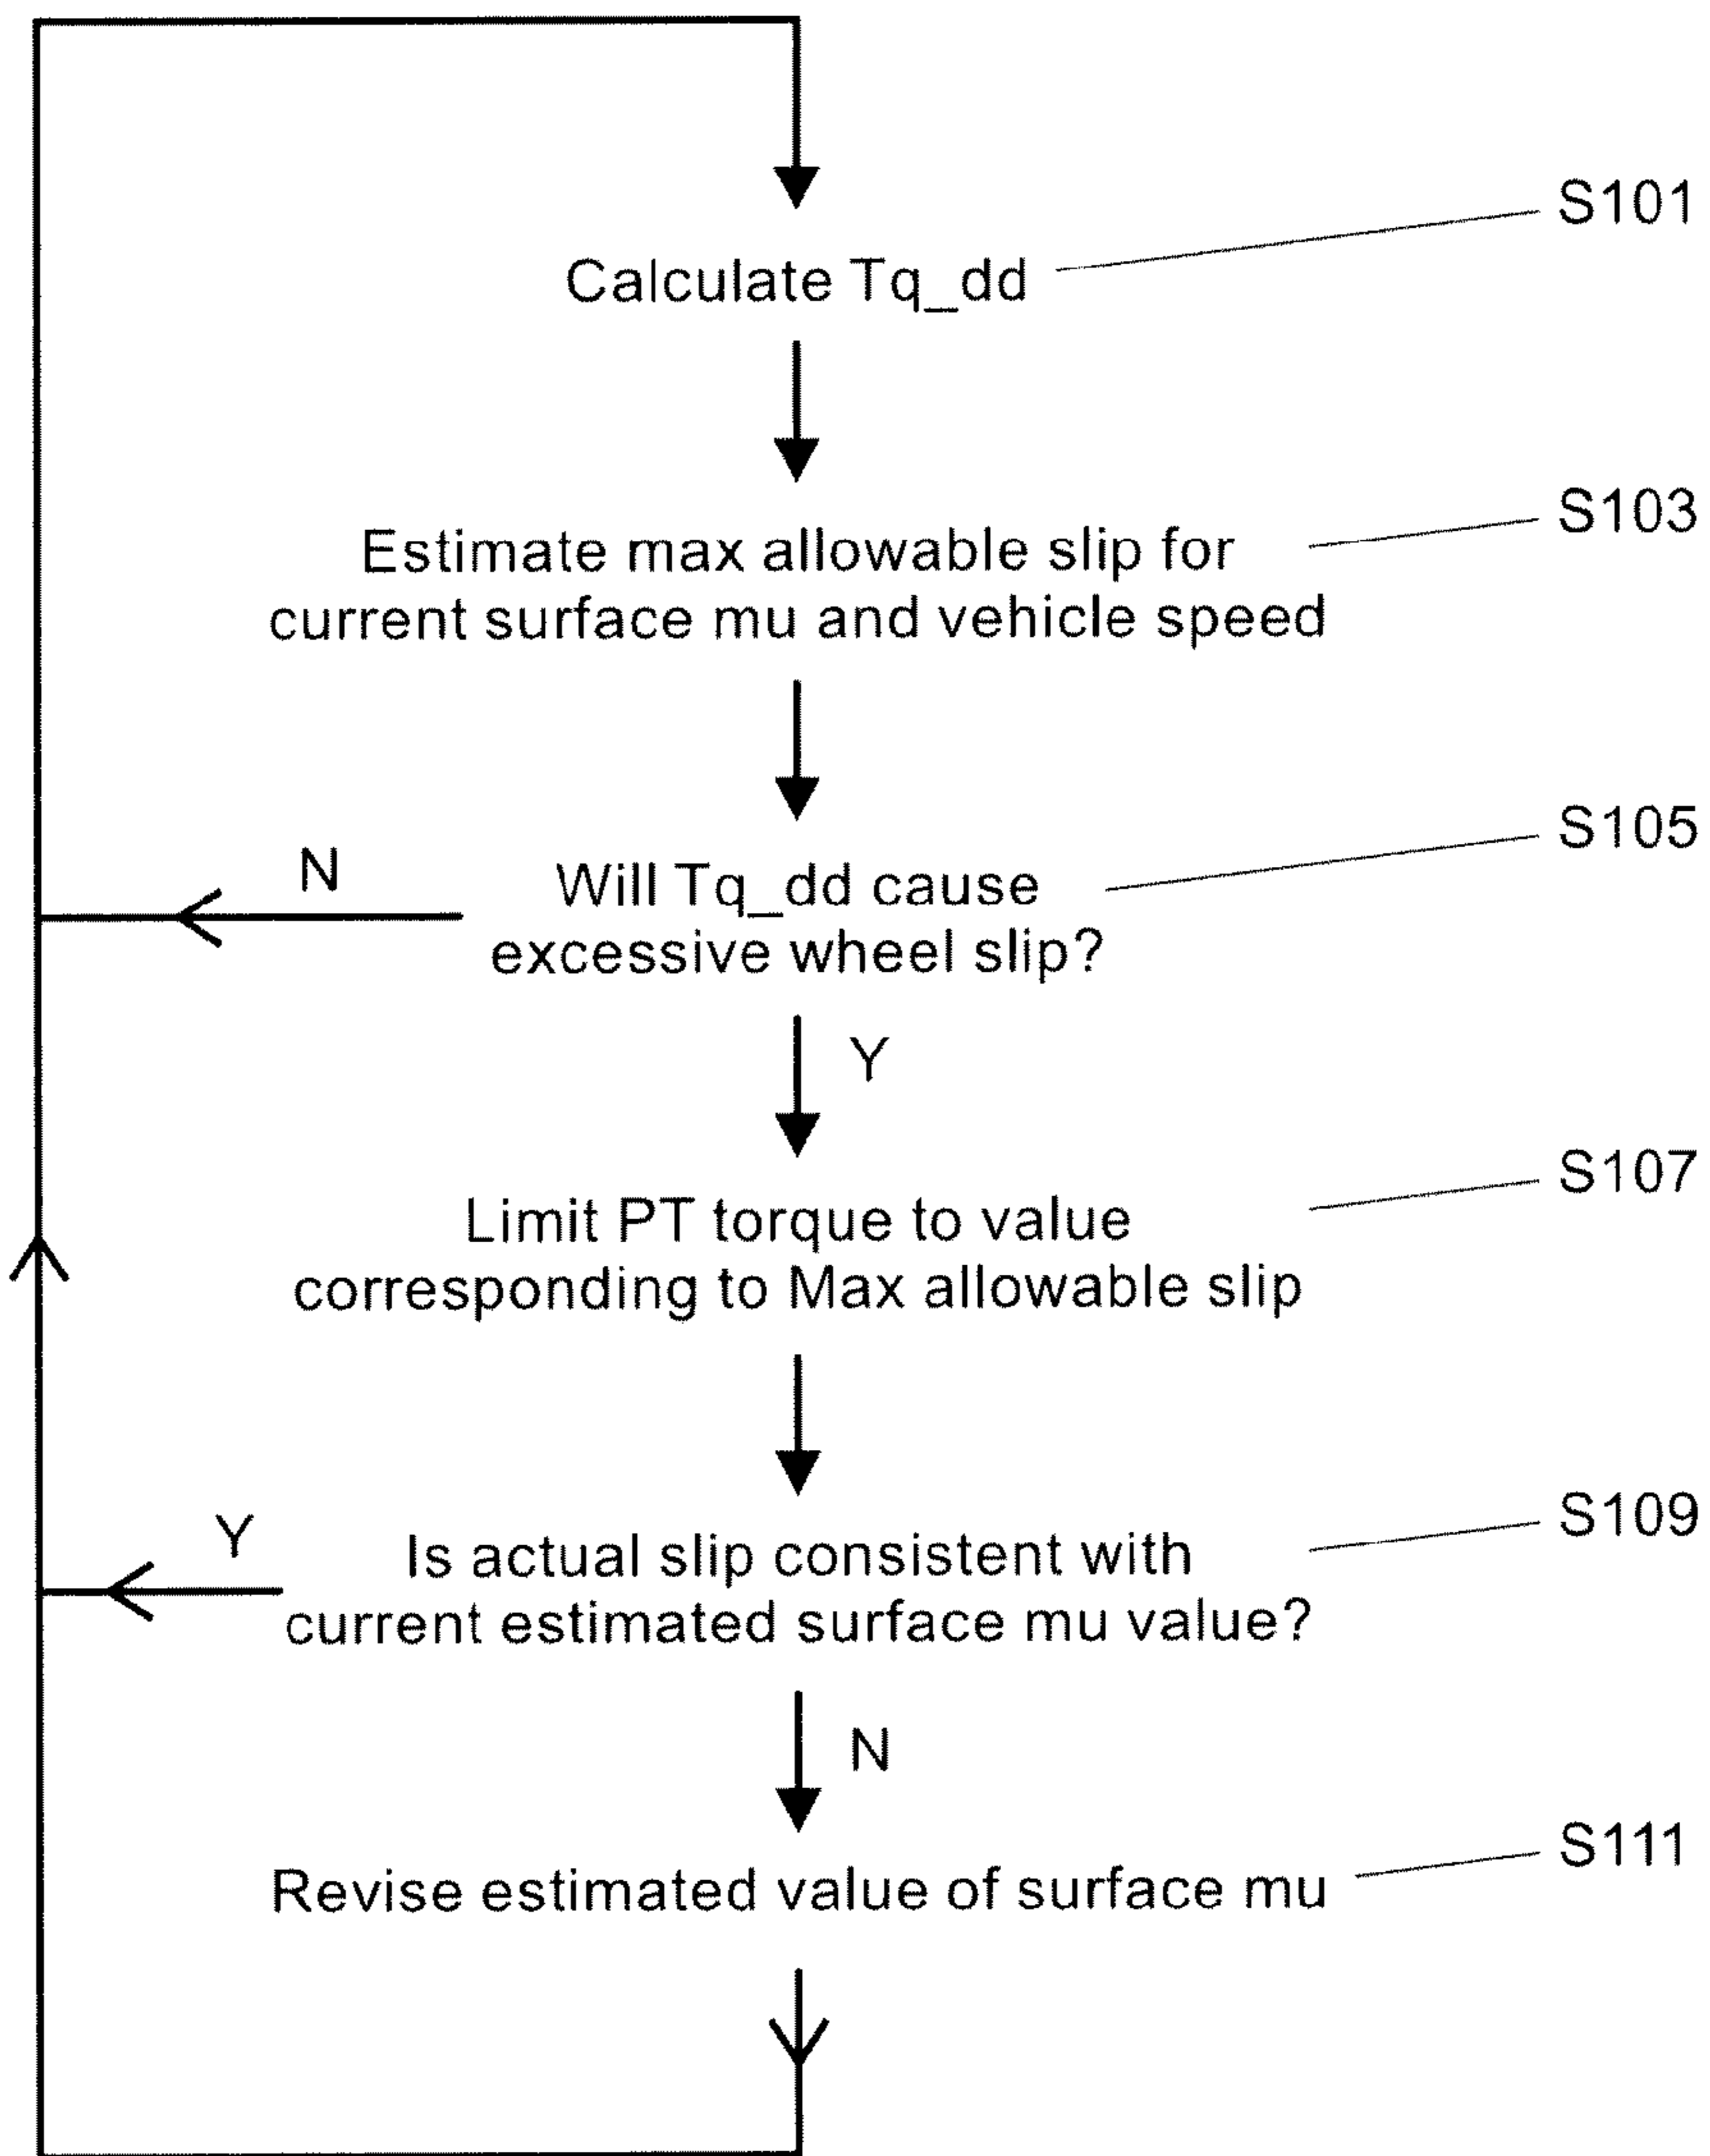 S101
Calculate Tq_dd
S103
Estimate max allowable slip for
current surface mu and vehicle speed
S105
N
Will Tq_dd cause
excessive wheel slip?
Y
S107
Limit PT torque to value
corresponding to Max allowable slip
S109
Y
Is actual slip consistent with
current estimated surface mu value?
N
S111
Revise estimated value of surface mu